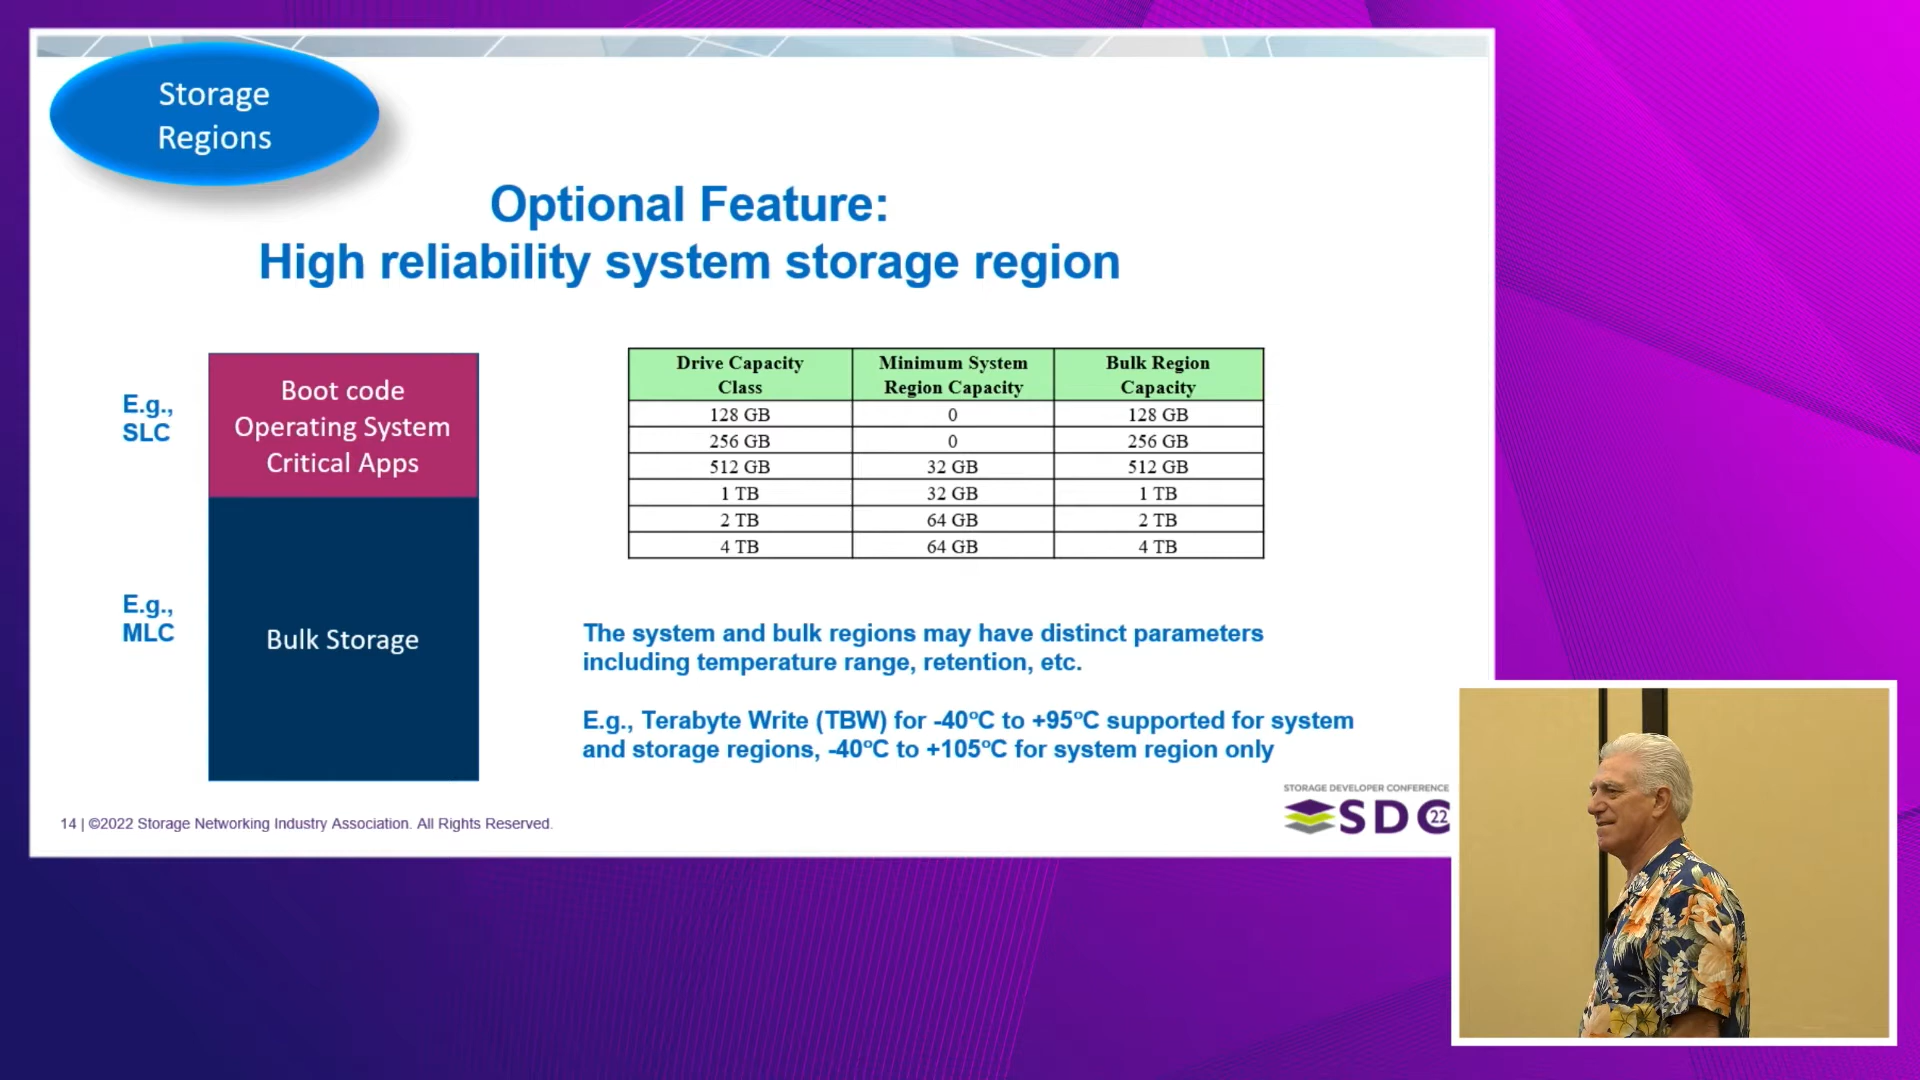 Storage
Regions
Optional Feature:
High reliability system storage region
E.g.,
SLC
Boot code
Operating System
Critical Apps
E.g.,
MLC
Bulk Storage
Drive Capacity Class | Minimum System Region Capacity | Bulk Region Capacity
128 GB | 0 | 128 GB
256 GB | 0 | 256 GB
512 GB | 32 GB | 512 GB
1 TB | 32 GB | 1 TB
2 TB | 64 GB | 2 TB
4 TB | 64 GB | 4 TB
The system and bulk regions may have distinct parameters
including temperature range, retention, etc.
E.g., Terabyte Write (TBW) for -40°C to +95°C supported for system
and storage regions, -40°C to +105°C for system region only
14 | ©2022 Storage Networking Industry Association. All Rights Reserved.
STORAGE DEVELOPER CONFERENCE
SDC 22